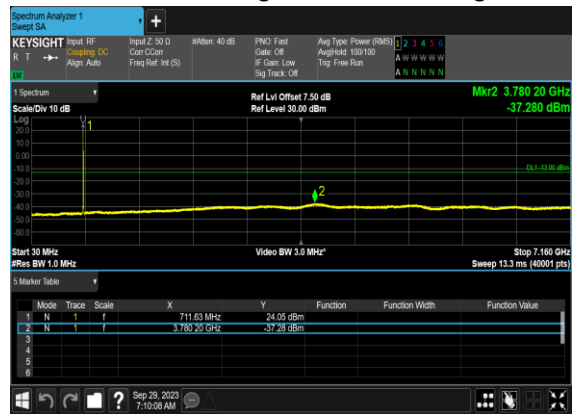 Spectrum Analyzer 1
Swept SA
+
KEYSIGHT Input: RF Input Z: 50 Ω #Atten: 40 dB PNO: Fast Avg Type: Power (RMS) 1 2 3 4 5 6
R T Coupling: DC Corr CCorr Gate: Off Avg|Hold: 100/100 A W W W W W
Align: Auto Freq Ref: Int (S) IF Gain: Low Trig: Free Run
Sig Track: Off A N N N N N
1 Spectrum Ref Lvl Offset 7.50 dB Mkr2 3.780 20 GHz
Scale/Div 10 dB Ref Level 30.00 dBm -37.280 dBm
Log
1
20.0
10.0
0.00
-10.0 DL1 -13.00 dBm
-20.0
-30.0 2
-40.0
-50.0
-60.0
Start 30 MHz Video BW 3.0 MHz* Stop 7.160 GHz
#Res BW 1.0 MHz Sweep 13.3 ms (40001 pts)
5 Marker Table
Mode Trace Scale X Y Function Function Width Function Value
1 N 1 f 711.63 MHz 24.05 dBm
2 N 1 f 3.780 20 GHz -37.28 dBm
3
4
5
6
? Sep 29, 2023
7:10:08 AM